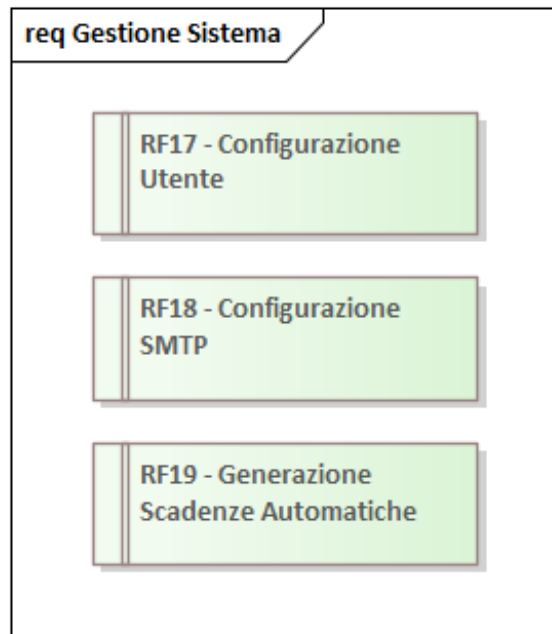 req Gestione Sistema
RF17 - Configurazione
Utente
RF18 - Configurazione
SMTP
RF19 - Generazione
Scadenze Automatiche